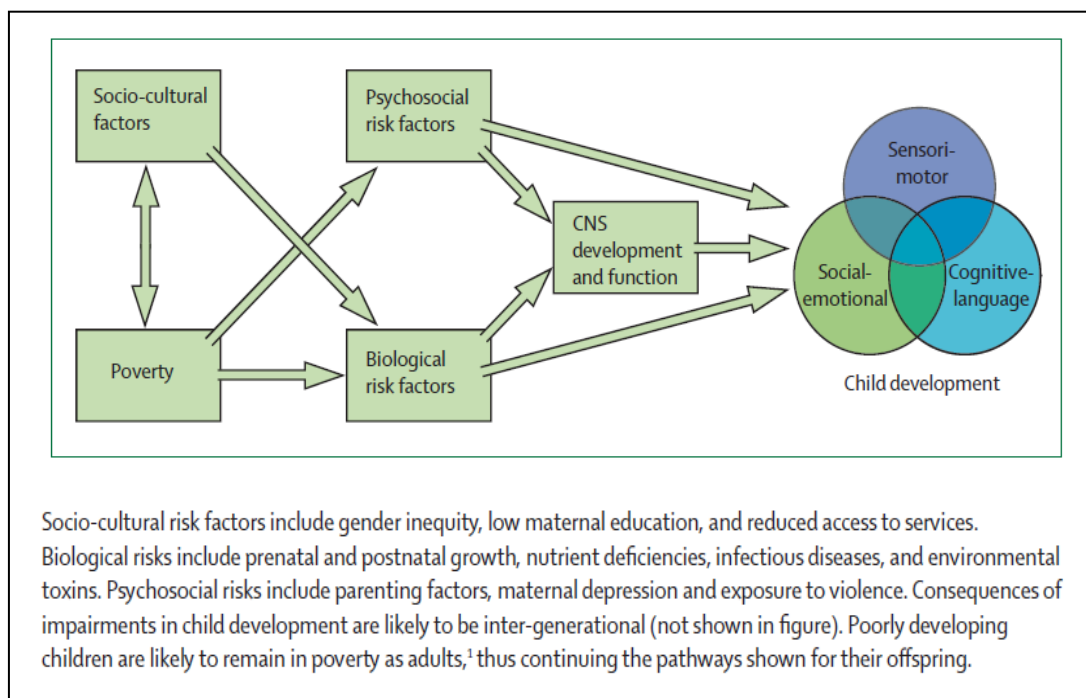 Socio-cultural
factors
Psychosocial
risk factors
Sensori-
motor
CNS
development
and function
Social-
emotional
Cognitive-
language
Poverty
Biological
risk factors
Child development
Socio-cultural risk factors include gender inequity, low maternal education, and reduced access to services.
Biological risks include prenatal and postnatal growth, nutrient deficiencies, infectious diseases, and environmental
toxins. Psychosocial risks include parenting factors, maternal depression and exposure to violence. Consequences of
impairments in child development are likely to be inter-generational (not shown in figure). Poorly developing
children are likely to remain in poverty as adults,¹ thus continuing the pathways shown for their offspring.